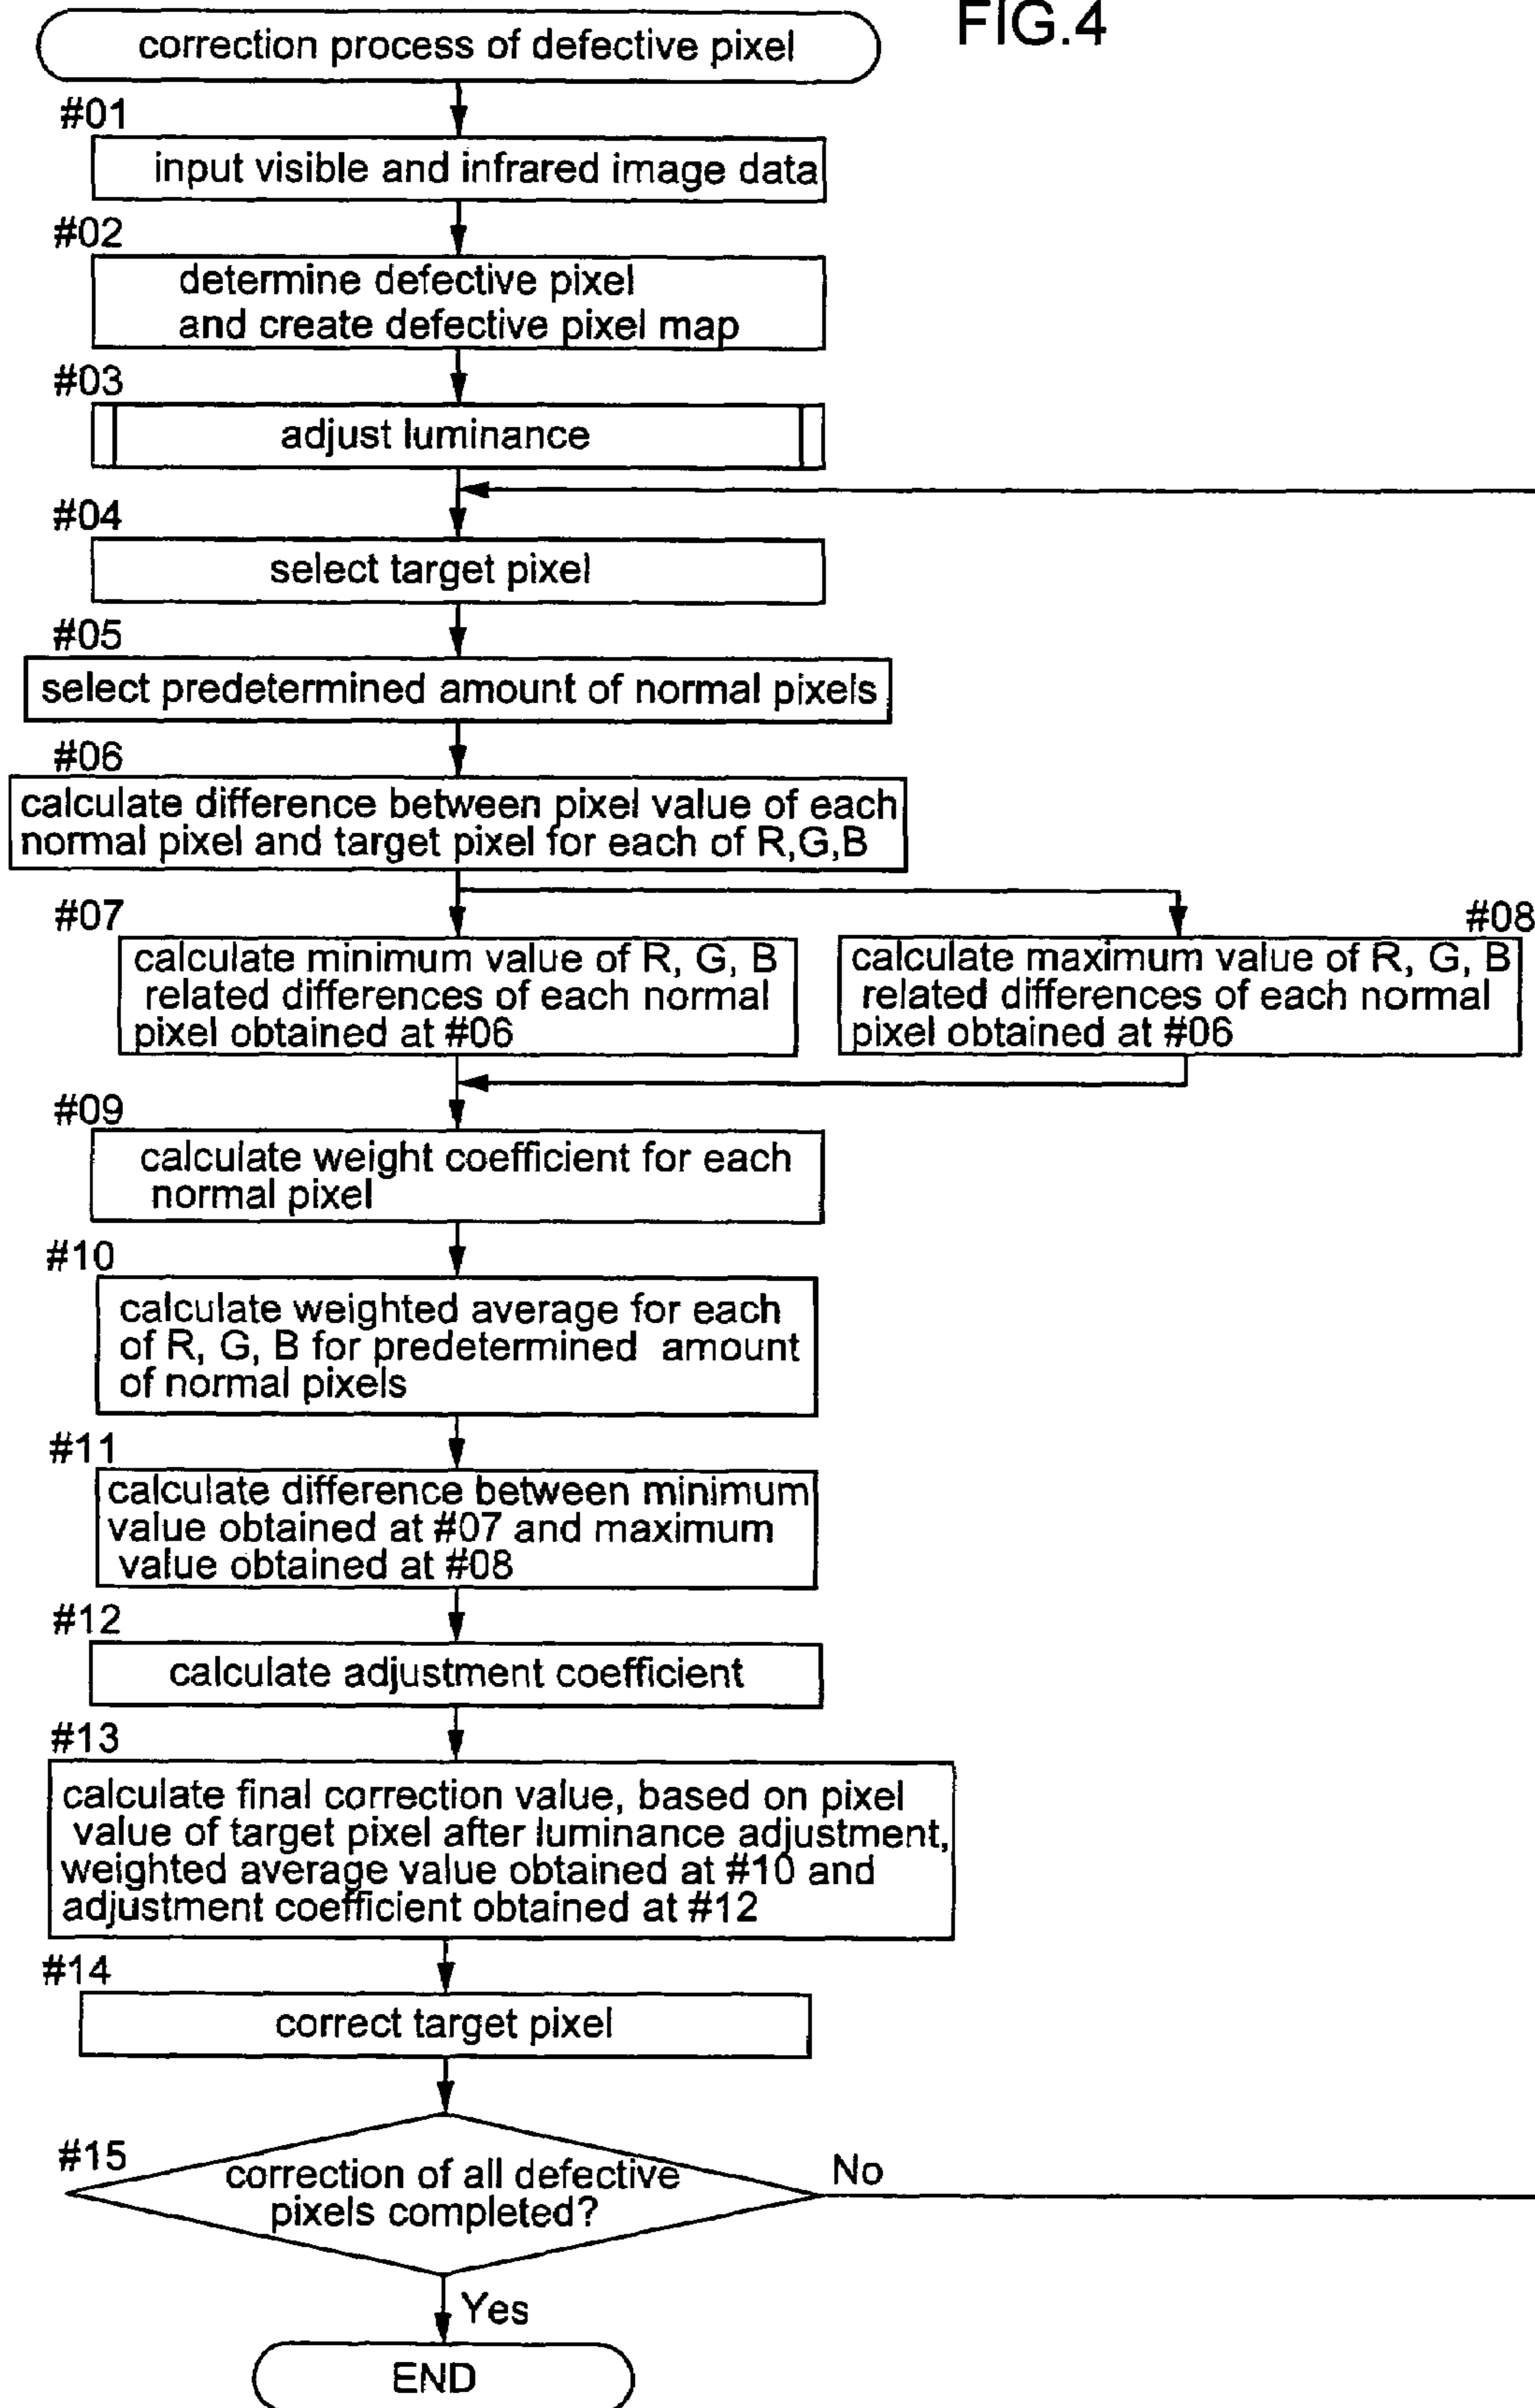 FIG.4
correction process of defective pixel
#01
input visible and infrared image data
#02
determine defective pixel
and create defective pixel map
#03
adjust luminance
#04
select target pixel
#05
select predetermined amount of normal pixels
#06
calculate difference between pixel value of each
normal pixel and target pixel for each of R,G,B
#07
calculate minimum value of R, G, B
related differences of each normal
pixel obtained at #06
#08
calculate maximum value of R, G, B
related differences of each normal
pixel obtained at #06
#09
calculate weight coefficient for each
normal pixel
#10
calculate weighted average for each
of R, G, B for predetermined amount
of normal pixels
#11
calculate difference between minimum
value obtained at #07 and maximum
value obtained at #08
#12
calculate adjustment coefficient
#13
calculate final correction value, based on pixel
value of target pixel after luminance adjustment,
weighted average value obtained at #10 and
adjustment coefficient obtained at #12
#14
correct target pixel
#15
correction of all defective
pixels completed?
No
Yes
END